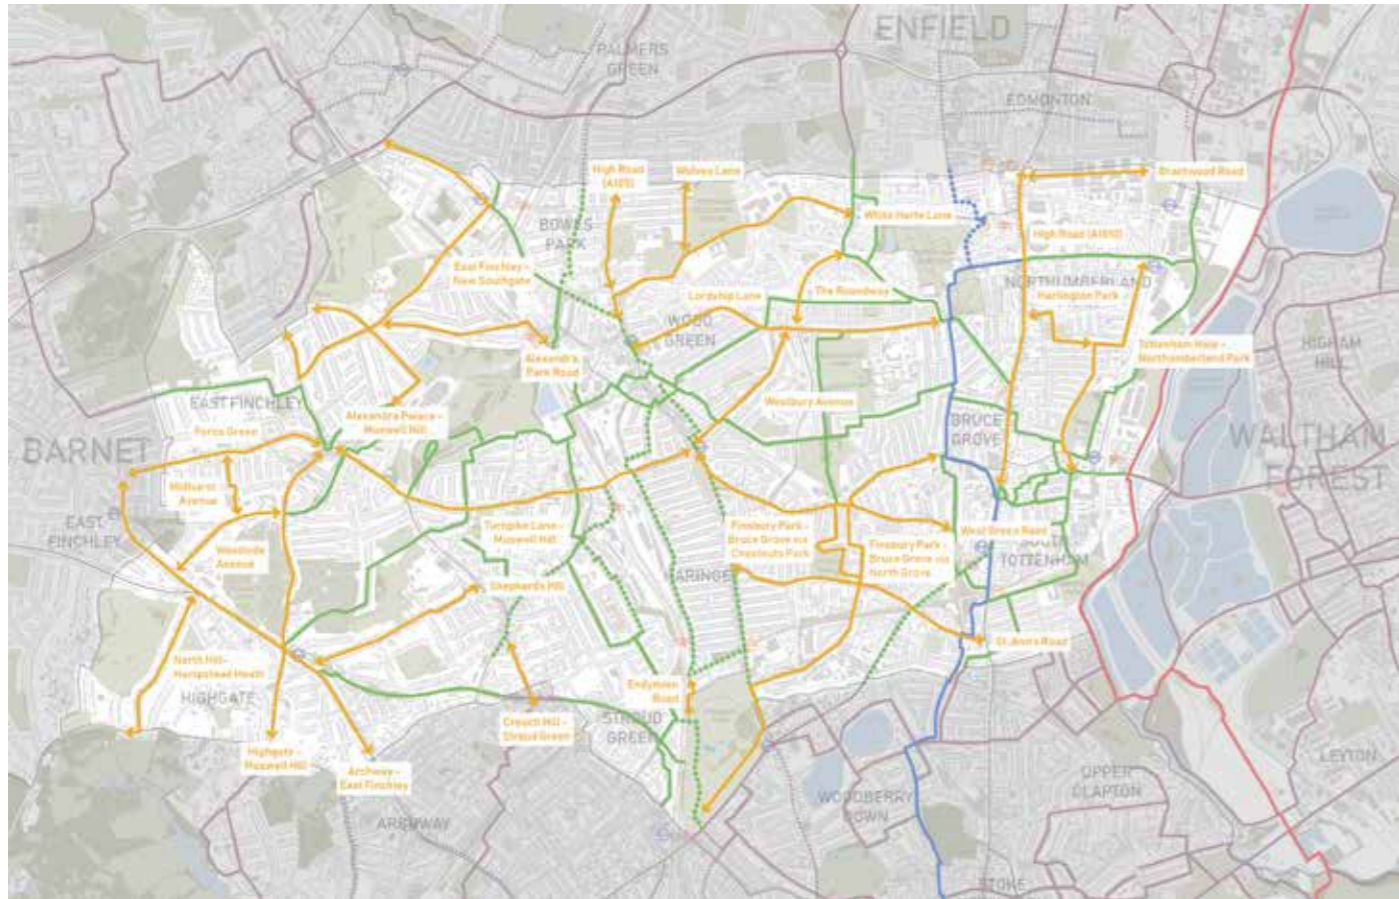 ENFIELD
PALMERS
GREEN
EDMONTON
High Road
(A105)
Wolves Lane
Brantwood Road
White Harte Lane
BOWES
PARK
High Road (A1010)
East Finchley -
New Southgate
NORTHUMBERLAND
Lordship Lane
The Roundway
WOOD
GREEN
HIGHAM
HILL
Alexandra
Park Road
Tottenham Hale -
Northumberland Park
EAST FINCHLEY
Westbury Avenue
Alexandra Palace -
Muswell Hill
BRUCE
GROVE
Fortis Green
BARNET
WALTHAM
FOREST
Midhurst
Avenue
EAST
FINCHLEY
Turnpike Lane -
Muswell Hill
Finsbury Park -
Bruce Grove via
Chestnuts Park
West Green Road
Finsbury Park -
Bruce Grove via
North Grove
SOUTH
TOTTENHAM
Woodside
Avenue
Shepherd's Hill
St. Ann's Road
North Hill-
Hampstead Heath
HIGHGATE
Endymion
Road
Crouch Hill -
Stroud Green
STROUD
GREEN
Highgate -
Muswell Hill
Archway -
East Finchley
LEYTON
UPPER
CLAPTON
WOODBERRY
DOWN
ARCHWAY
STOKE